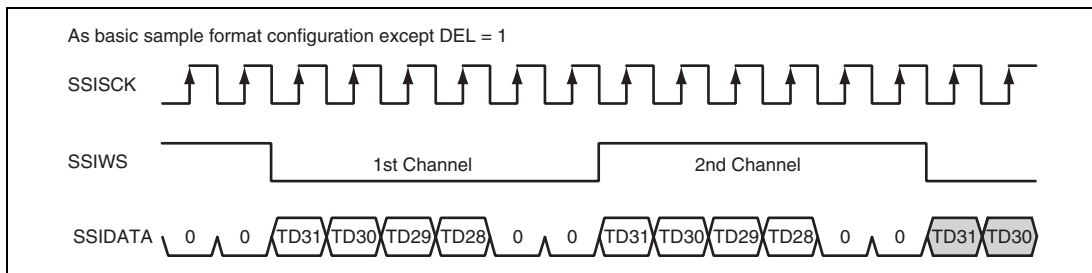 As basic sample format configuration except DEL = 1
SSISCK
SSIWS 1st Channel 2nd Channel
SSIDATA 0 0 TD31 TD30 TD29 TD28 0 0 TD31 TD30 TD29 TD28 0 0 TD31 TD30